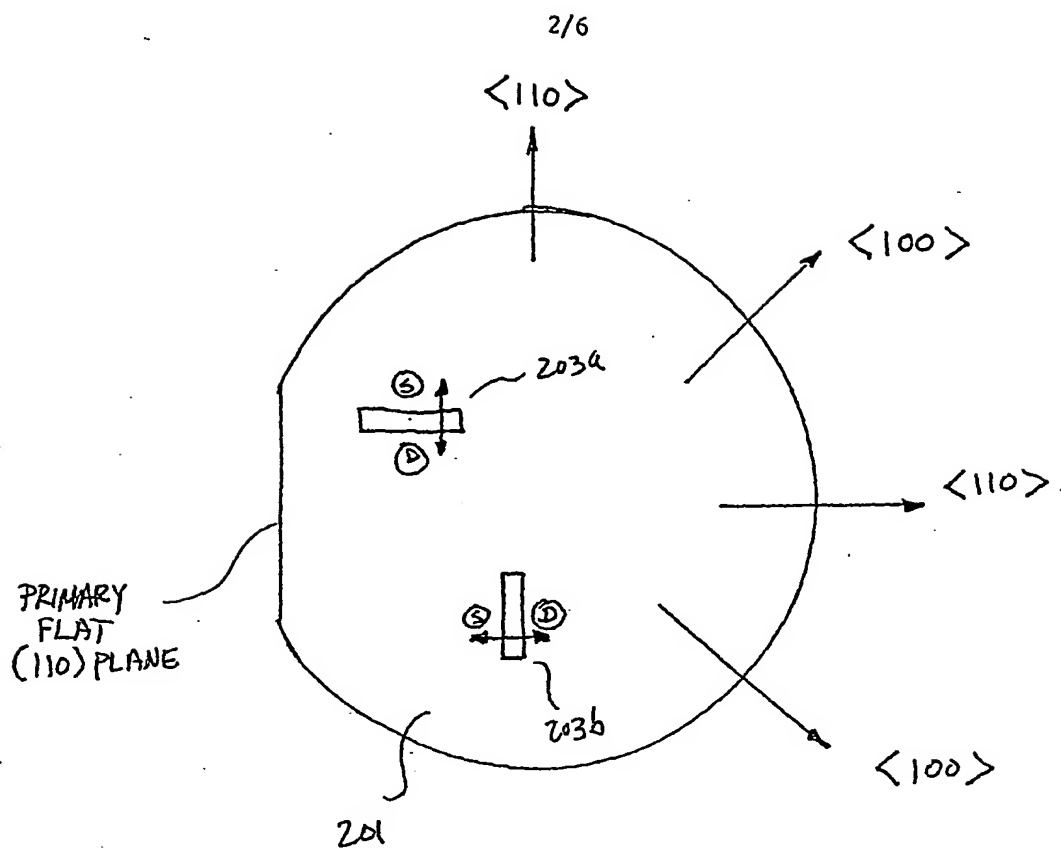 2/6
<110>
<100>
203a
S
D
<110>
PRIMARY
FLAT
(110) PLANE
S D
203b
<100>
201